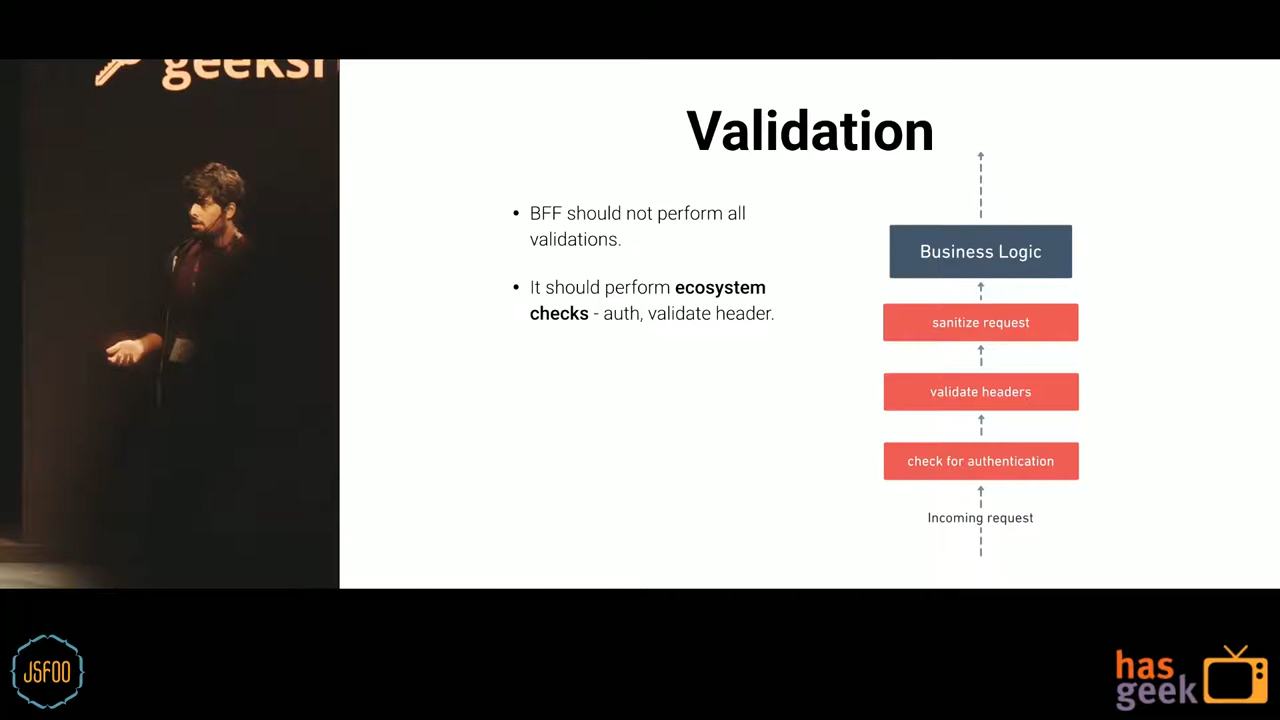 geeksh
Validation
• BFF should not perform all
validations.
• It should perform ecosystem
checks - auth, validate header.
Business Logic
sanitize request
validate headers
check for authentication
Incoming request
JSFOO
has
geek